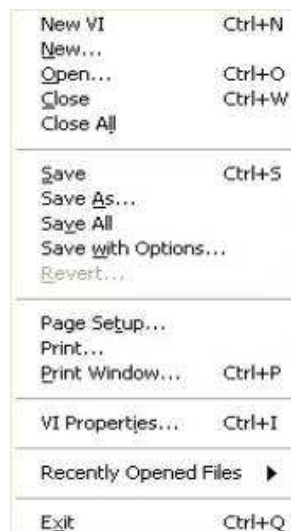 New VI Ctrl+N
New...
Open... Ctrl+O
Close Ctrl+W
Close All
Save Ctrl+S
Save As...
Save All
Save with Options...
Revert...
Page Setup...
Print...
Print Window... Ctrl+P
VI Properties... Ctrl+I
Recently Opened Files
Exit Ctrl+Q